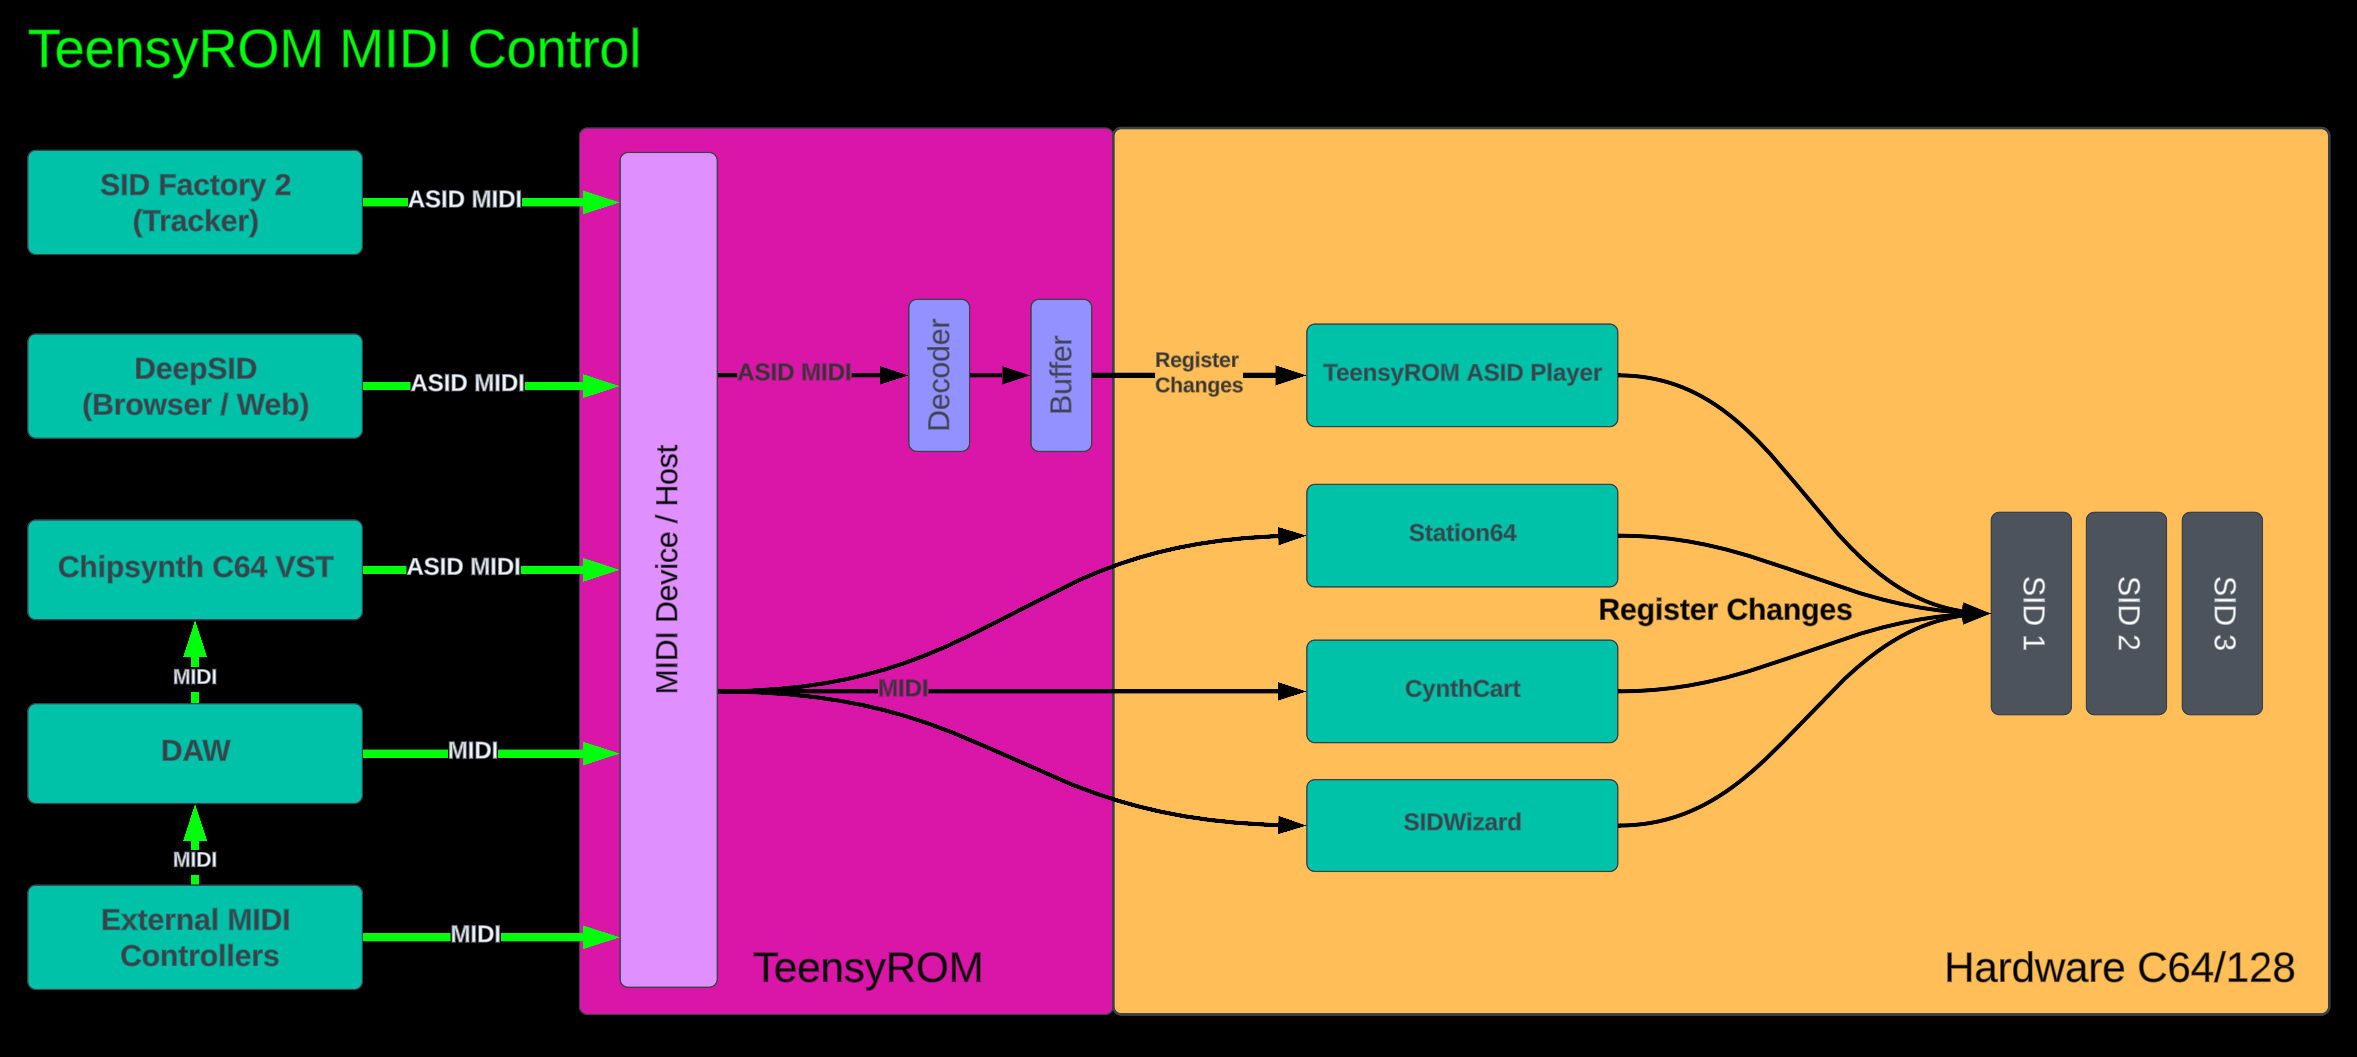 TeensyROM MIDI Control
SID Factory 2
(Tracker)
ASID MIDI
DeepSID
(Browser / Web)
ASID MIDI
Chipsynth C64 VST
ASID MIDI
MIDI
DAW
MIDI
MIDI
External MIDI
Controllers
MIDI
MIDI Device / Host
ASID MIDI
Decoder
Buffer
MIDI
TeensyROM
Register
Changes
TeensyROM ASID Player
Station64
CynthCart
SIDWizard
Register Changes
SID 1
SID 2
SID 3
Hardware C64/128